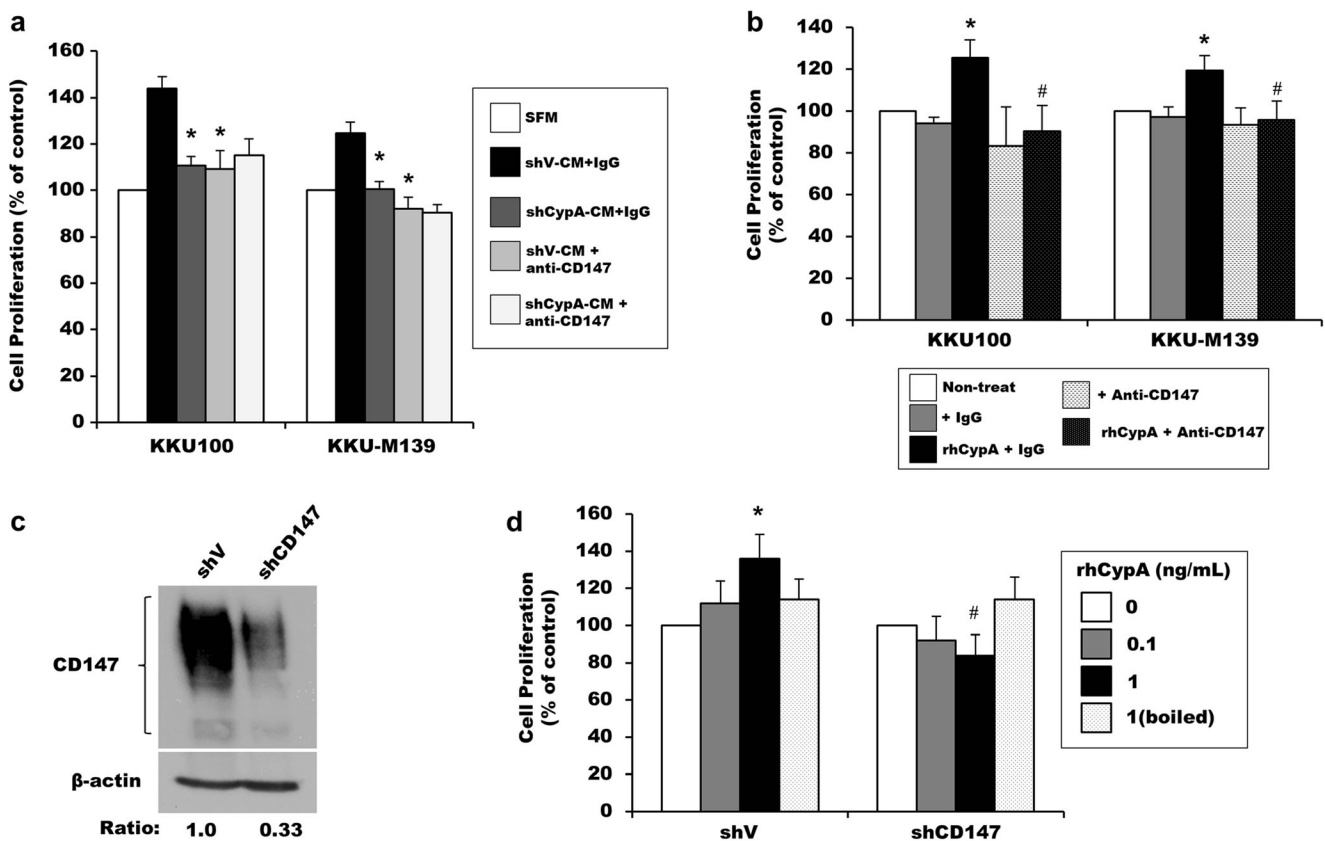 a
Cell Proliferation (% of control)
160
140
120
100
80
60
40
20
0
*
*
*
*
KKU100
KKU-M139
SFM
shV-CM+IgG
shCypA-CM+IgG
shV-CM +
anti-CD147
shCypA-CM +
anti-CD147
b
Cell Proliferation
(% of control)
140
120
100
80
60
40
20
0
*
#
*
#
KKU100
KKU-M139
Non-treat
+ IgG
rhCypA + IgG
+ Anti-CD147
rhCypA + Anti-CD147
c
shV
shCD147
CD147
β-actin
Ratio:
1.0
0.33
d
Cell Proliferation
(% of control)
160
140
120
100
80
60
40
20
0
*
#
shV
shCD147
rhCypA (ng/mL)
0
0.1
1
1(boiled)